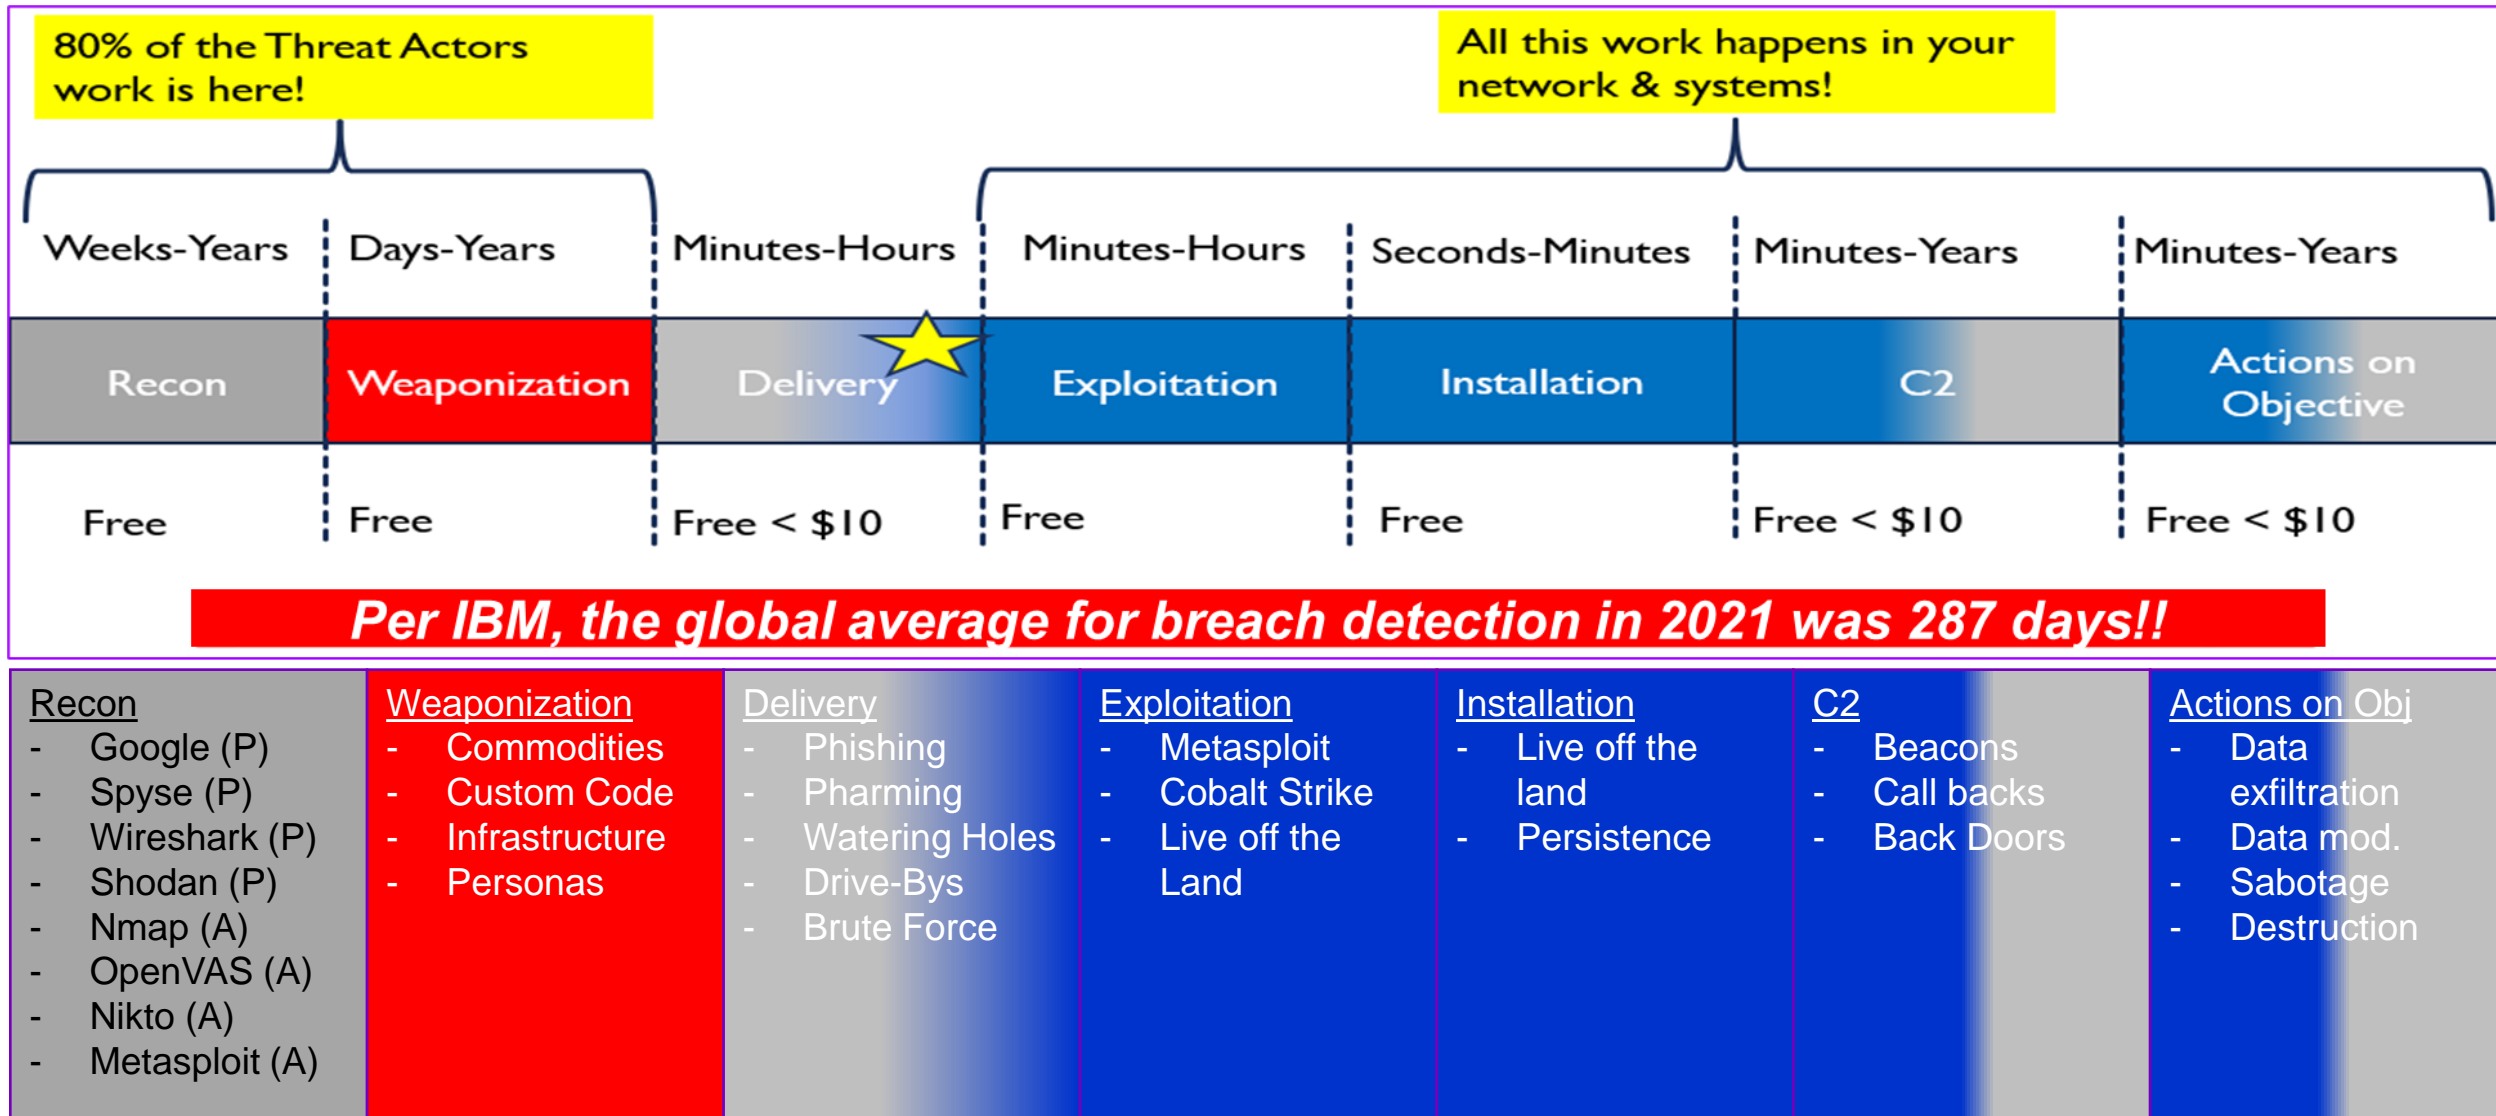 80% of the Threat Actors
work is here!
All this work happens in your
network & systems!
Weeks-Years
Days-Years
Minutes-Hours
Minutes-Hours
Seconds-Minutes
Minutes-Years
Minutes-Years
Recon
Weaponization
Delivery
Exploitation
Installation
C2
Actions on
Objective
Free
Free
Free < $10
Free
Free
Free < $10
Free < $10
Per IBM, the global average for breach detection in 2021 was 287 days!!
Recon
- Google (P)
- Spyse (P)
- Wireshark (P)
- Shodan (P)
- Nmap (A)
- OpenVAS (A)
- Nikto (A)
- Metasploit (A)
Weaponization
- Commodities
- Custom Code
- Infrastructure
- Personas
Delivery
- Phishing
- Pharming
- Watering Holes
- Drive-Bys
- Brute Force
Exploitation
- Metasploit
- Cobalt Strike
- Live off the
Land
Installation
- Live off the
land
- Persistence
C2
- Beacons
- Call backs
- Back Doors
Actions on Obj
- Data
exfiltration
- Data mod.
- Sabotage
- Destruction